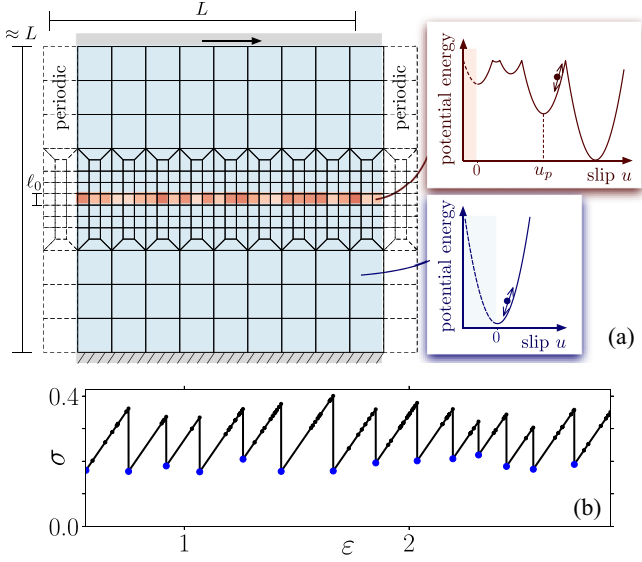 L
≈ L
periodic
periodic
ℓ₀
potential energy
0
u_p
slip u
potential energy
0
slip u
(a)
0.4
σ
0.0
1
ε
2
(b)